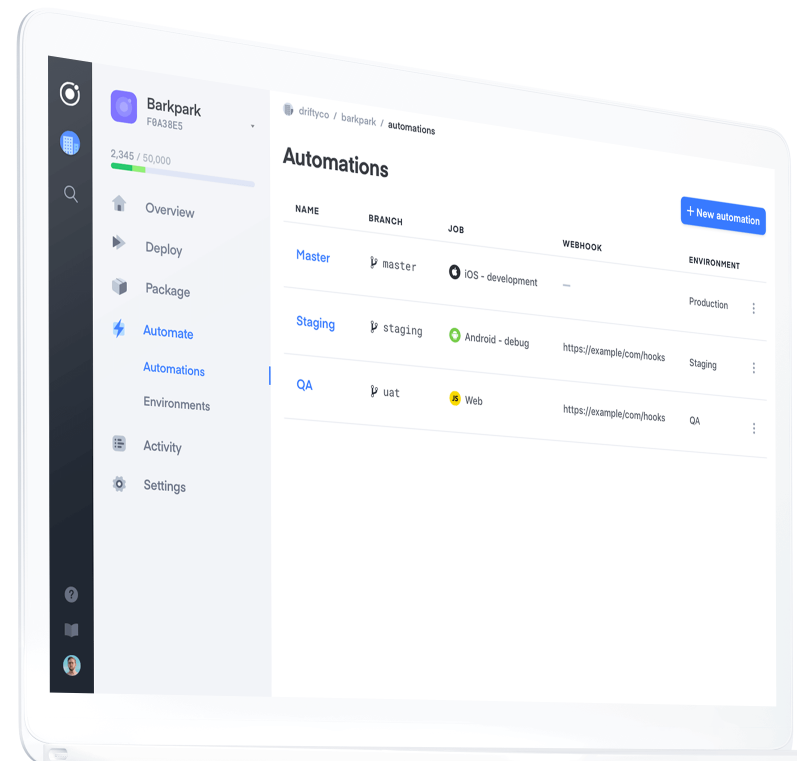 Barkpark
F0A38E5
2,345 / 50,000
Overview
Deploy
Package
Automate
Automations
Environments
Activity
Settings
?
driftyco / barkpark / automations
Automations
+ New automation
NAME BRANCH JOB WEBHOOK ENVIRONMENT
Master master iOS - development — Production
Staging staging Android - debug https://example/com/hooks Staging
QA uat JS Web https://example/com/hooks QA